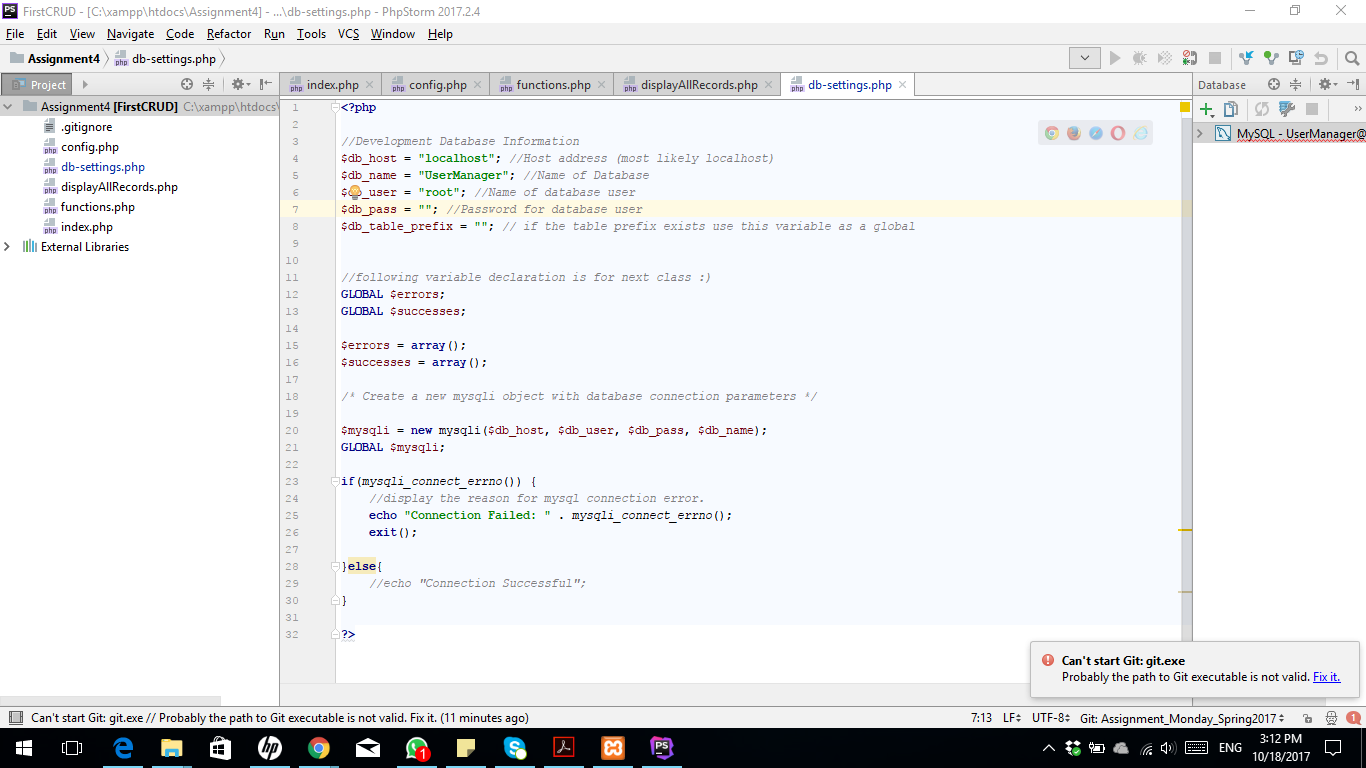 FirstCRUD - [C:\xampp\htdocs\Assignment4] - ...\db-settings.php - PhpStorm 2017.2.4
File Edit View Navigate Code Refactor Run Tools VCS Window Help
Assignment4 db-settings.php
Project
index.php config.php functions.php displayAllRecords.php db-settings.php
Database
Assignment4 [FirstCRUD] C:\xampp\htdocs\
.gitignore
config.php
db-settings.php
displayAllRecords.php
functions.php
index.php
External Libraries
1 <?php
2
3 //Development Database Information
4 $db_host = "localhost"; //Host address (most likely localhost)
5 $db_name = "UserManager"; //Name of Database
6 $db_user = "root"; //Name of database user
7 $db_pass = ""; //Password for database user
8 $db_table_prefix = ""; // if the table prefix exists use this variable as a global
9
10
11 //following variable declaration is for next class :)
12 GLOBAL $errors;
13 GLOBAL $successes;
14
15 $errors = array();
16 $successes = array();
17
18 /* Create a new mysqli object with database connection parameters */
19
20 $mysqli = new mysqli($db_host, $db_user, $db_pass, $db_name);
21 GLOBAL $mysqli;
22
23 if(mysqli_connect_errno()) {
24 //display the reason for mysql connection error.
25 echo "Connection Failed: " . mysqli_connect_errno();
26 exit();
27
28 }else{
29 //echo "Connection Successful";
30 }
31
32 ?>
MySQL - UserManager@
Can't start Git: git.exe
Probably the path to Git executable is not valid. Fix it.
Can't start Git: git.exe // Probably the path to Git executable is not valid. Fix it. (11 minutes ago)
7:13 LF UTF-8 Git: Assignment_Monday_Spring2017 1
hp 1 PS
ENG
3:12 PM
10/18/2017